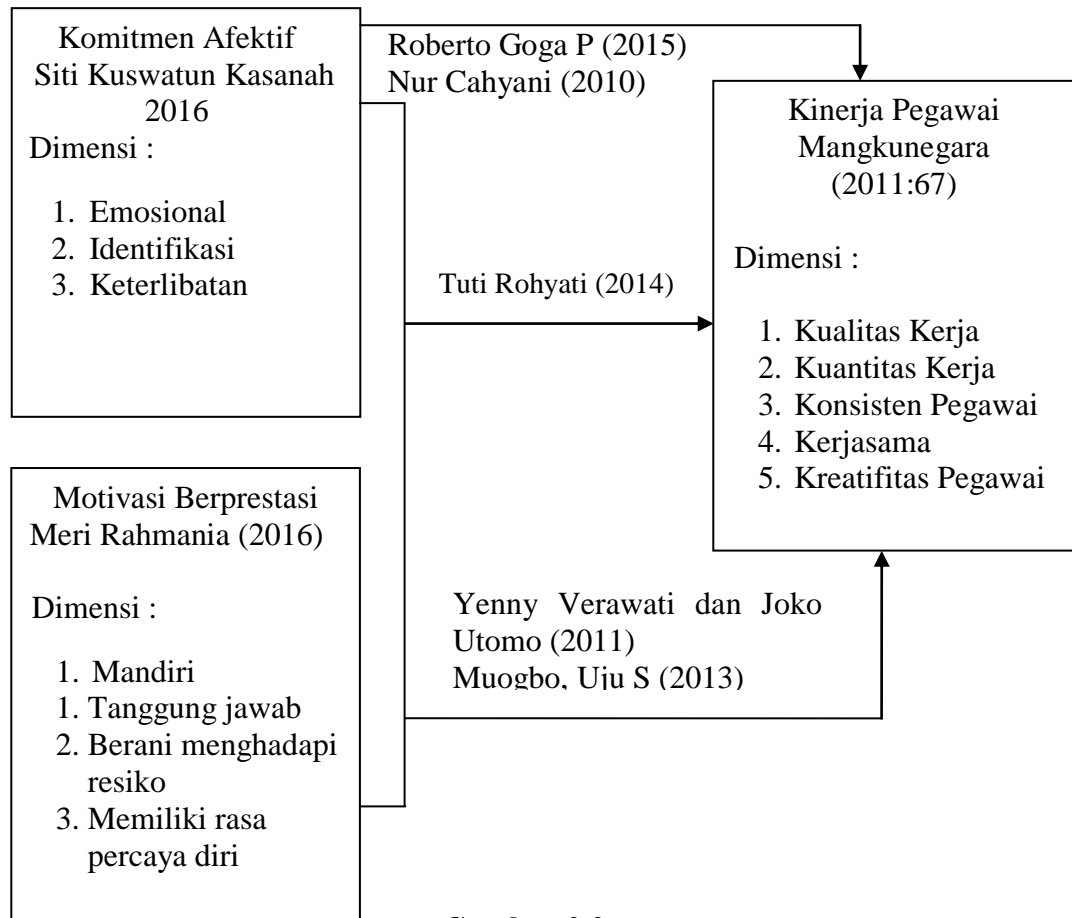 Komitmen Afektif
Siti Kuswatun Kasanah
2016
Dimensi :
1. Emosional
2. Identifikasi
3. Keterlibatan
Roberto Goga P (2015)
Nur Cahyani (2010)
Kinerja Pegawai
Mangkunegara
(2011:67)
Dimensi :
1. Kualitas Kerja
2. Kuantitas Kerja
3. Konsisten Pegawai
4. Kerjasama
5. Kreatifitas Pegawai
Tuti Rohyati (2014)
Motivasi Berprestasi
Meri Rahmania (2016)
Dimensi :
1. Mandiri
1. Tanggung jawab
2. Berani menghadapi
resiko
3. Memiliki rasa
percaya diri
Yenny Verawati dan Joko
Utomo (2011)
Muogbo, Uju S (2013)